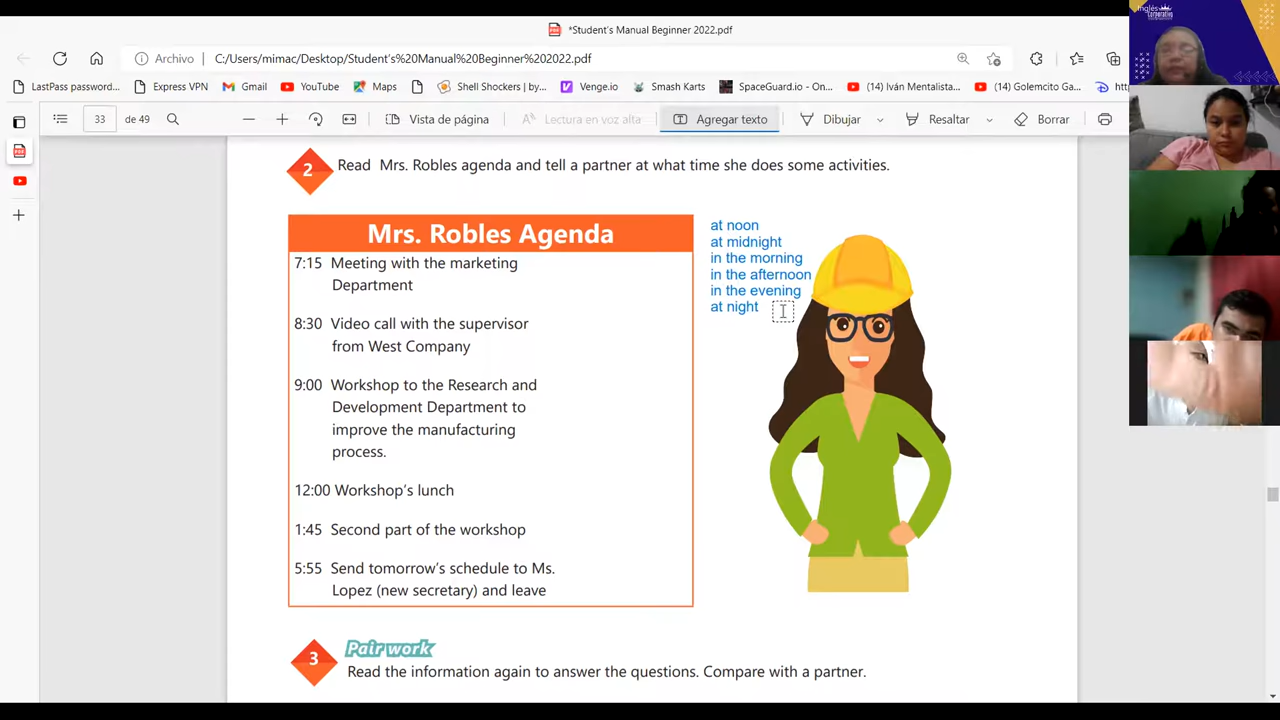 *Student's Manual Beginner 2022.pdf
Archivo
C:/Users/mimac/Desktop/Student's%20Manual%20Beginner%202022.pdf
LastPass password...
Express VPN
Gmail
YouTube
Maps
Shell Shockers | by...
Venge.io
Smash Karts
SpaceGuard.io - On...
(14) Iván Mentalista...
(14) Golemcito Ga...
33
de 49
Vista de página
Lectura en voz alta
Agregar texto
Dibujar
Resaltar
Borrar
2
Read Mrs. Robles agenda and tell a partner at what time she does some activities.
Mrs. Robles Agenda
7:15 Meeting with the marketing
Department
8:30 Video call with the supervisor
from West Company
9:00 Workshop to the Research and
Development Department to
improve the manufacturing
process.
12:00 Workshop's lunch
1:45 Second part of the workshop
5:55 Send tomorrow's schedule to Ms.
Lopez (new secretary) and leave
at noon
at midnight
in the morning
in the afternoon
in the evening
at night
3
Pair work
Read the information again to answer the questions. Compare with a partner.
Inglés
Corporativo